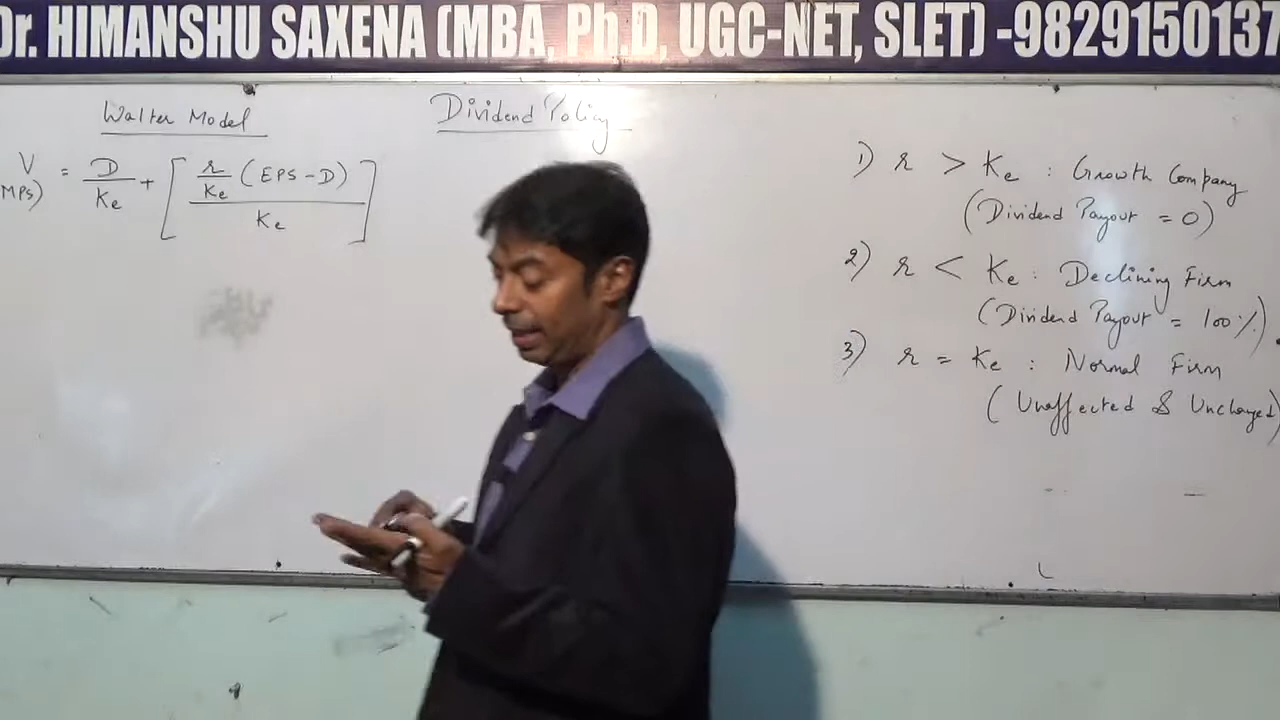 Dr. HIMANSHU SAXENA (MBA, Ph.D, UGC-NET, SLET) -9829150137
Walter Model
Dividend Policy
V = D/Ke + [ r/Ke (EPS - D) / Ke ]
MPS)
1) r > Ke : Growth Company
(Dividend Payout = 0)
2) r < Ke : Declining Firm
(Dividend Payout = 100%)
3) r = Ke : Normal Firm
(Unaffected & Unchanged)